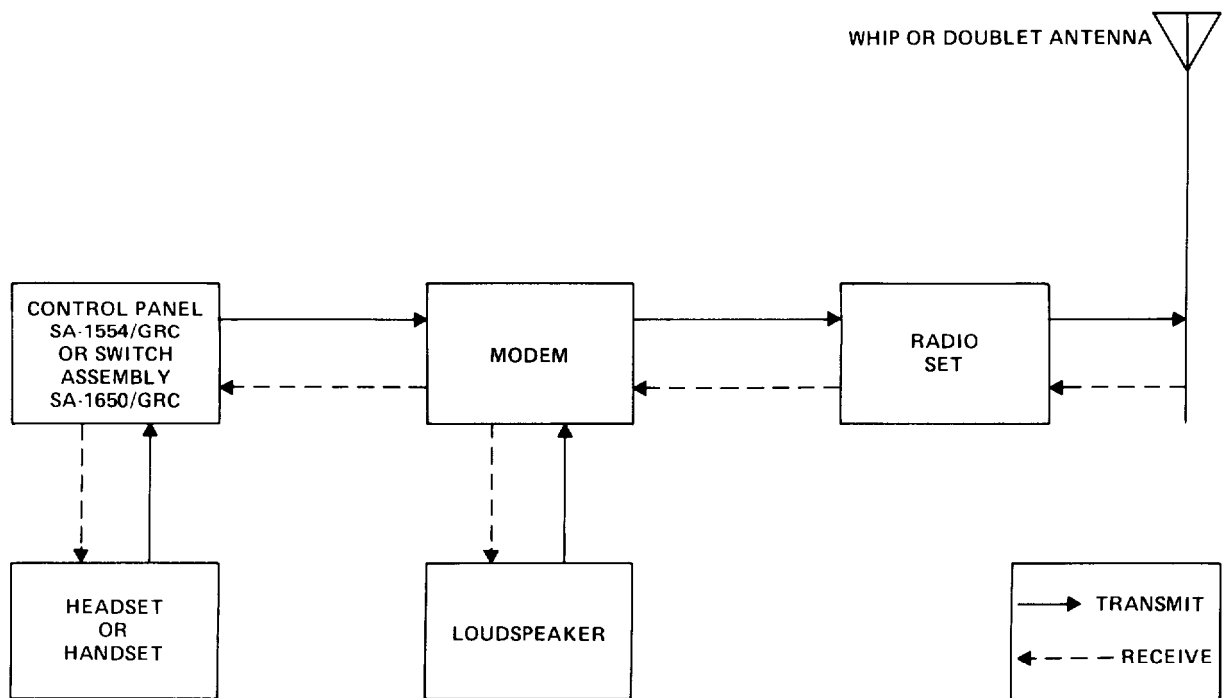 WHIP OR DOUBLET ANTENNA
CONTROL PANEL
SA-1554/GRC
OR SWITCH
ASSEMBLY
SA-1650/GRC
MODEM
RADIO
SET
HEADSET
OR
HANDSET
LOUDSPEAKER
TRANSMIT
RECEIVE